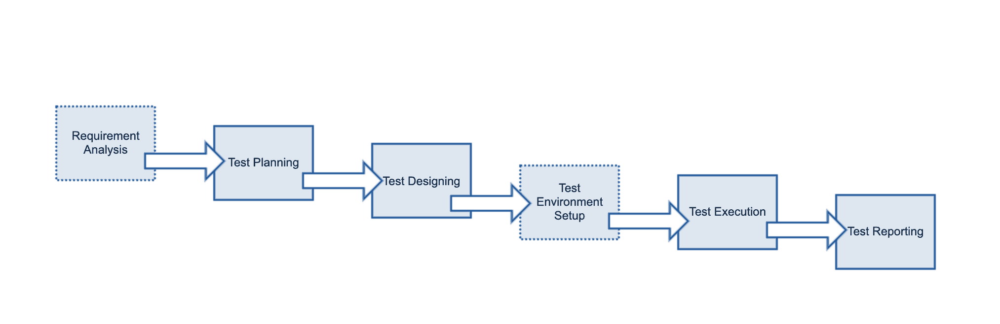 Requirement
Analysis
Test Planning
Test Designing
Test
Environment
Setup
Test Execution
Test Reporting